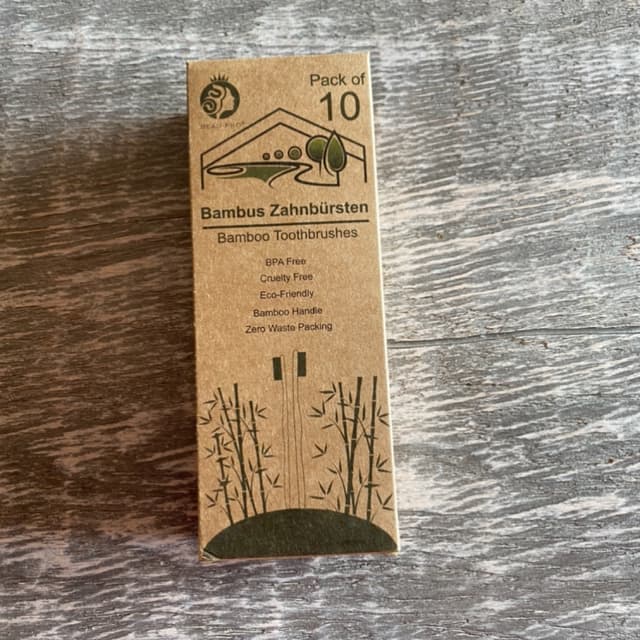 Pack of
10
Bambus Zahnbürsten
Bamboo Toothbrushes
BPA Free
Cruelty Free
Eco-Friendly
Bamboo Handle
Zero Waste Packing